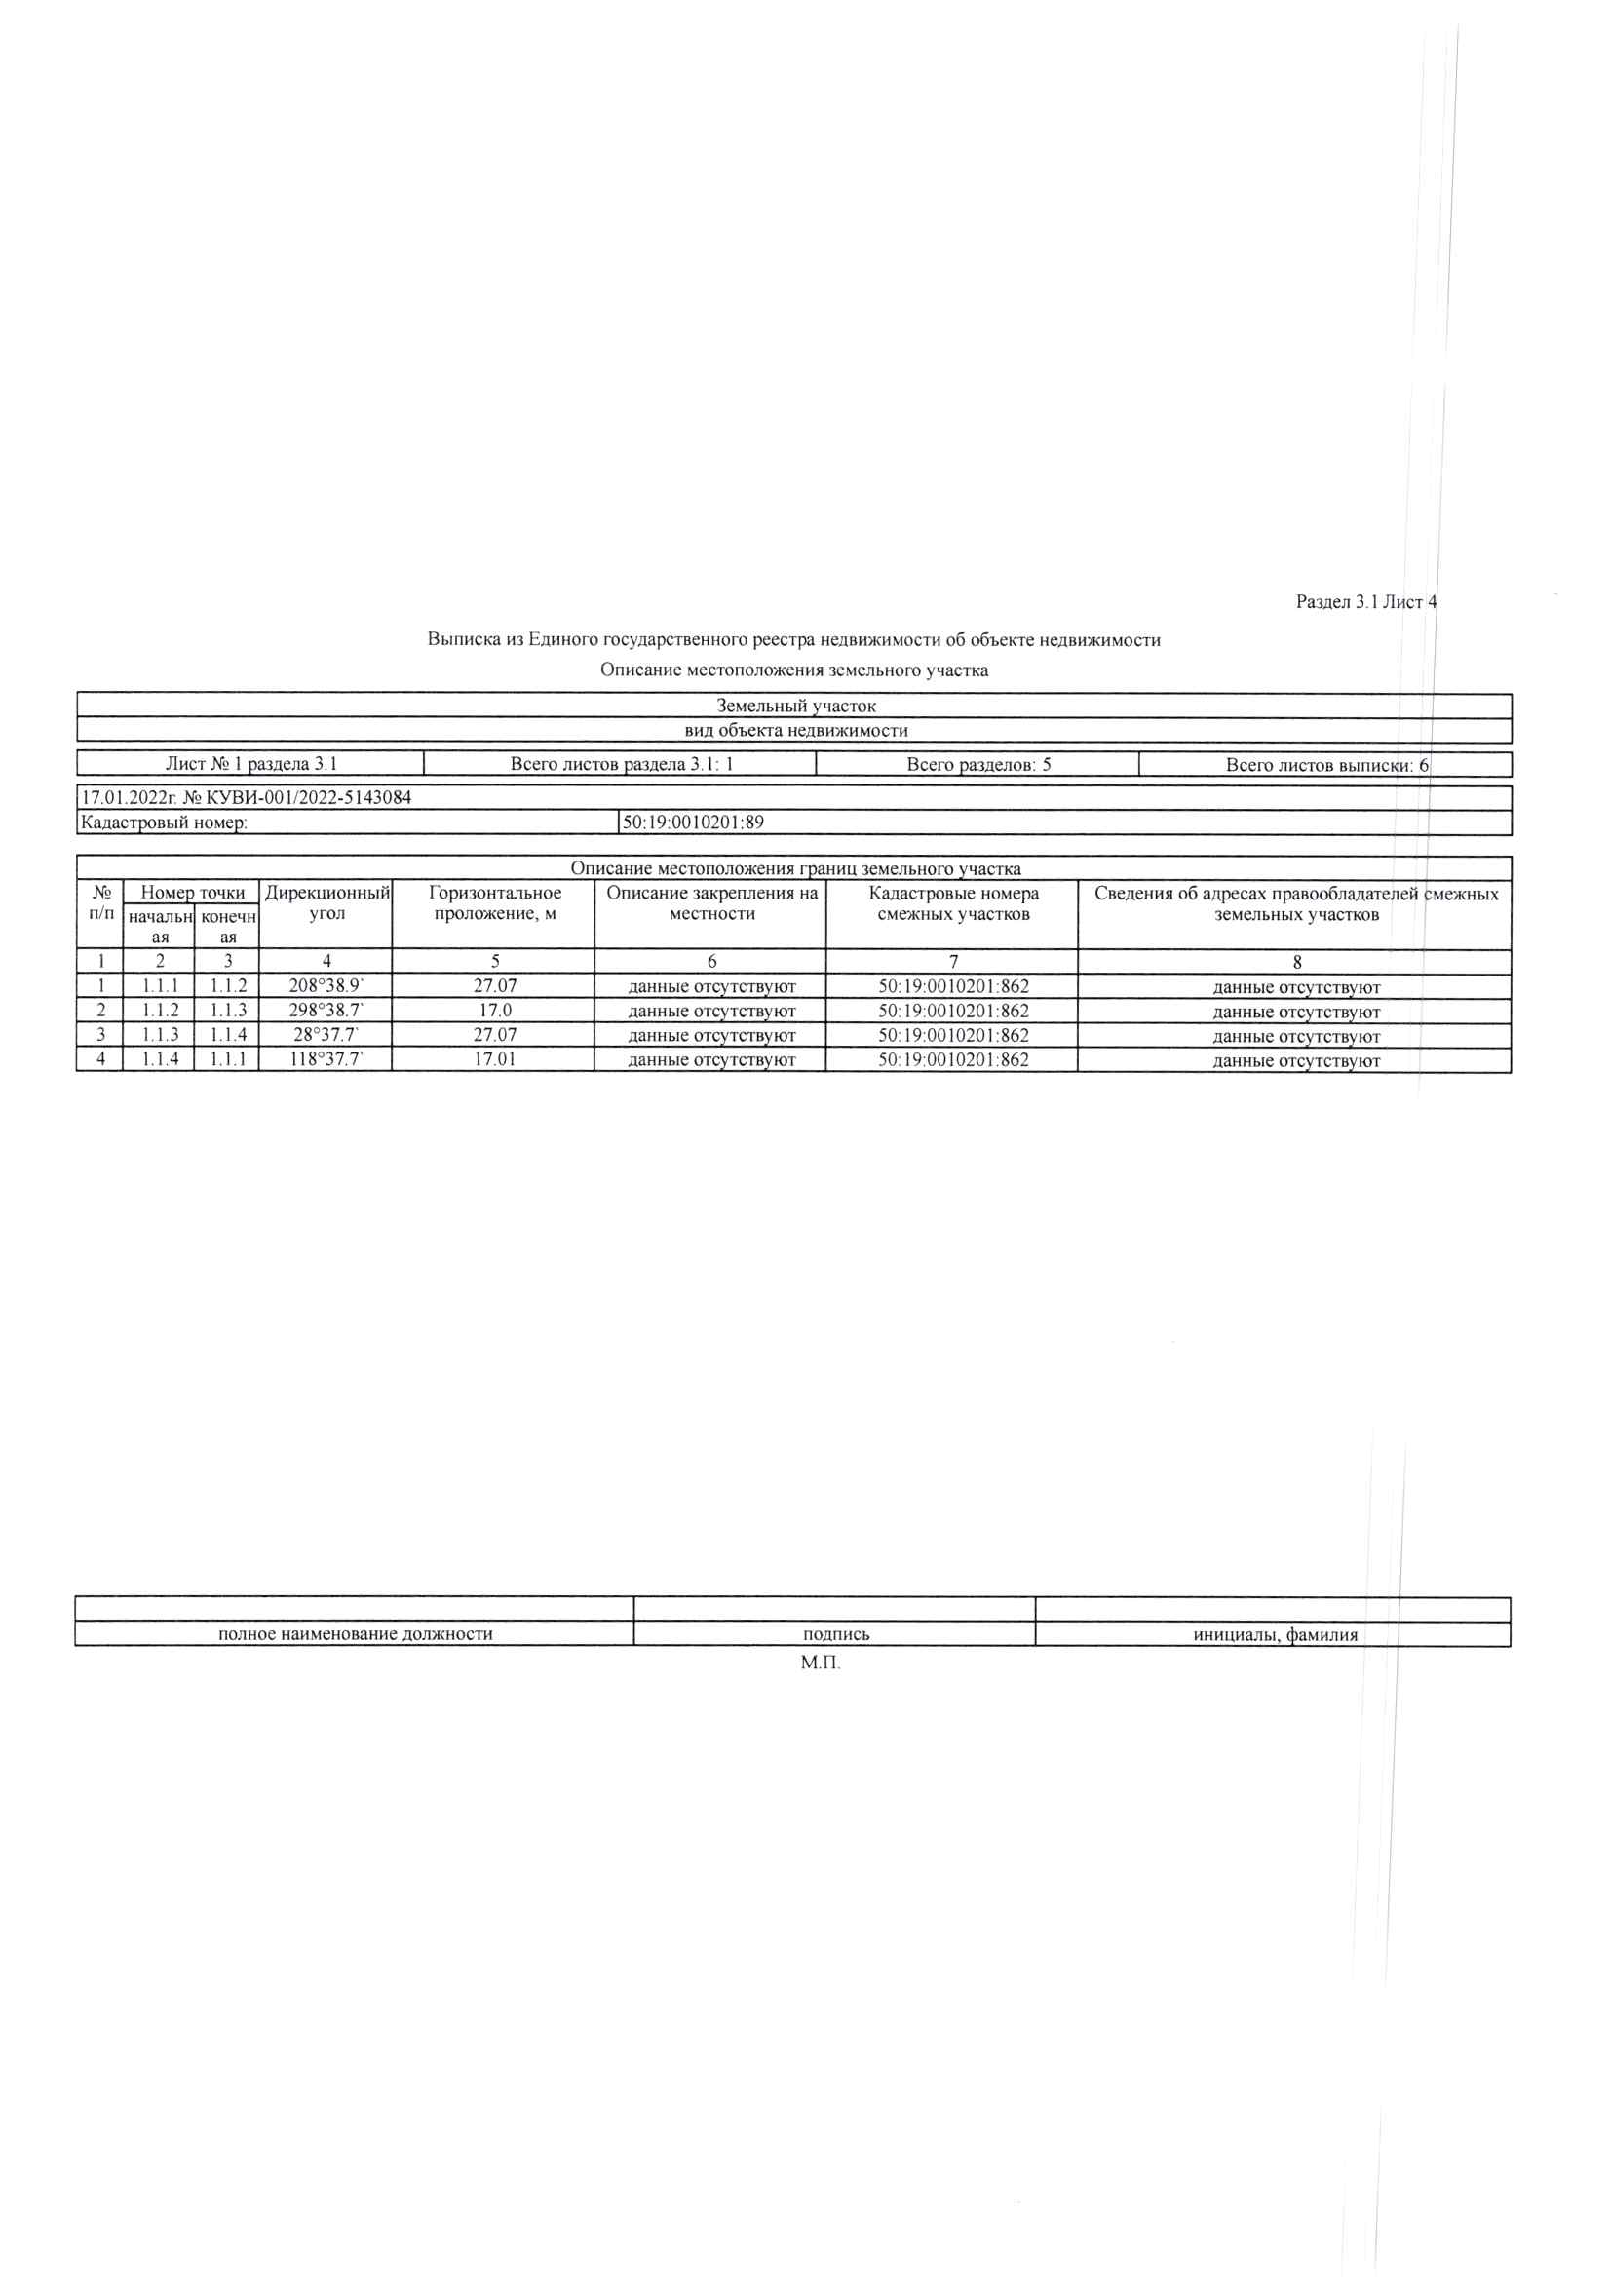 Раздел 3.1 Лист 4
Выписка из Единого государственного реестра недвижимости об объекте недвижимости
Описание местоположения земельного участка
Земельный участок
вид объекта недвижимости
Лист № 1 раздела 3.1 Всего листов раздела 3.1: 1 Всего разделов: 5 Всего листов выписки: 6
17.01.2022г. № КУВИ-001/2022-5143084
Кадастровый номер: 50:19:0010201:89
Описание местоположения границ земельного участка
№ Номер точки Дирекционный Горизонтальное Описание закрепления на Кадастровые номера Сведения об адресах правообладателей смежных
п/п начальн конечн угол проложение, м местности смежных участков земельных участков
ая ая
1 2 3 4 5 6 7 8
1 1.1.1 1.1.2 208°38.9` 27.07 данные отсутствуют 50:19:0010201:862 данные отсутствуют
2 1.1.2 1.1.3 298°38.7` 17.0 данные отсутствуют 50:19:0010201:862 данные отсутствуют
3 1.1.3 1.1.4 28°37.7` 27.07 данные отсутствуют 50:19:0010201:862 данные отсутствуют
4 1.1.4 1.1.1 118°37.7` 17.01 данные отсутствуют 50:19:0010201:862 данные отсутствуют
полное наименование должности подпись инициалы, фамилия
М.П.